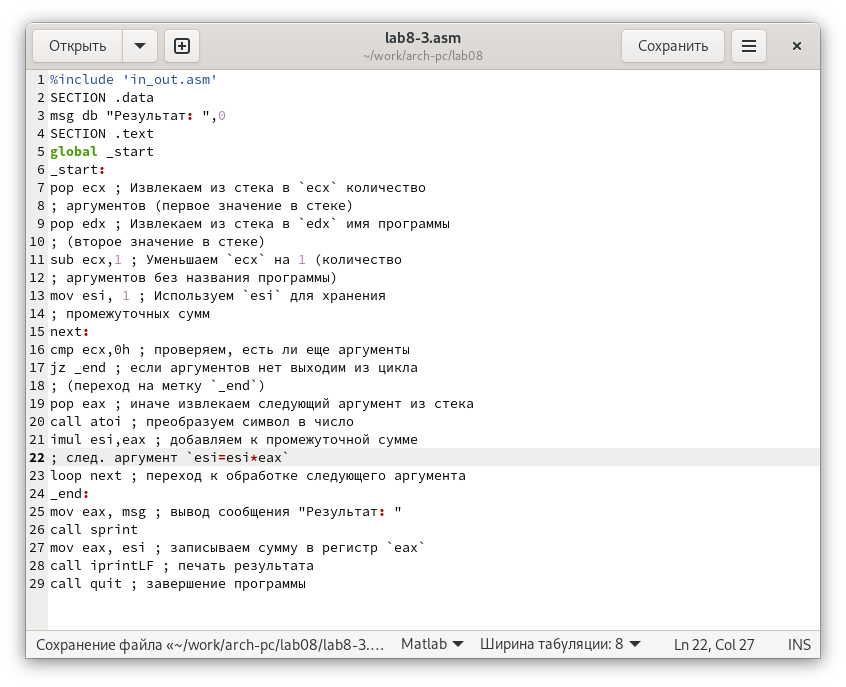 Открыть
lab8-3.asm
~/work/arch-pc/lab08
Сохранить
1 %include 'in_out.asm'
2 SECTION .data
3 msg db "Результат: ",0
4 SECTION .text
5 global _start
6 _start:
7 pop ecx ; Извлекаем из стека в `ecx` количество
8 ; аргументов (первое значение в стеке)
9 pop edx ; Извлекаем из стека в `edx` имя программы
10 ; (второе значение в стеке)
11 sub ecx,1 ; Уменьшаем `ecx` на 1 (количество
12 ; аргументов без названия программы)
13 mov esi, 1 ; Используем `esi` для хранения
14 ; промежуточных сумм
15 next:
16 cmp ecx,0h ; проверяем, есть ли еще аргументы
17 jz _end ; если аргументов нет выходим из цикла
18 ; (переход на метку `_end`)
19 pop eax ; иначе извлекаем следующий аргумент из стека
20 call atoi ; преобразуем символ в число
21 imul esi,eax ; добавляем к промежуточной сумме
22 ; след. аргумент `esi=esi*eax`
23 loop next ; переход к обработке следующего аргумента
24 _end:
25 mov eax, msg ; вывод сообщения "Результат: "
26 call sprint
27 mov eax, esi ; записываем сумму в регистр `eax`
28 call iprintLF ; печать результата
29 call quit ; завершение программы
Сохранение файла «~/work/arch-pc/lab08/lab8-3.… Matlab Ширина табуляции: 8 Ln 22, Col 27 INS